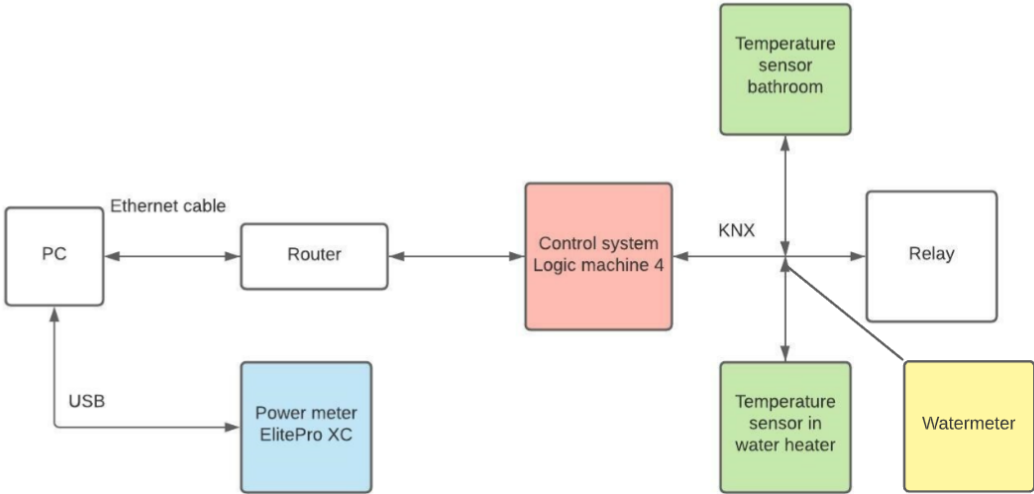 Temperature
sensor
bathroom
Ethernet cable
PC
Router
Control system
Logic machine 4
KNX
Relay
USB
Power meter
ElitePro XC
Temperature
sensor in
water heater
Watermeter